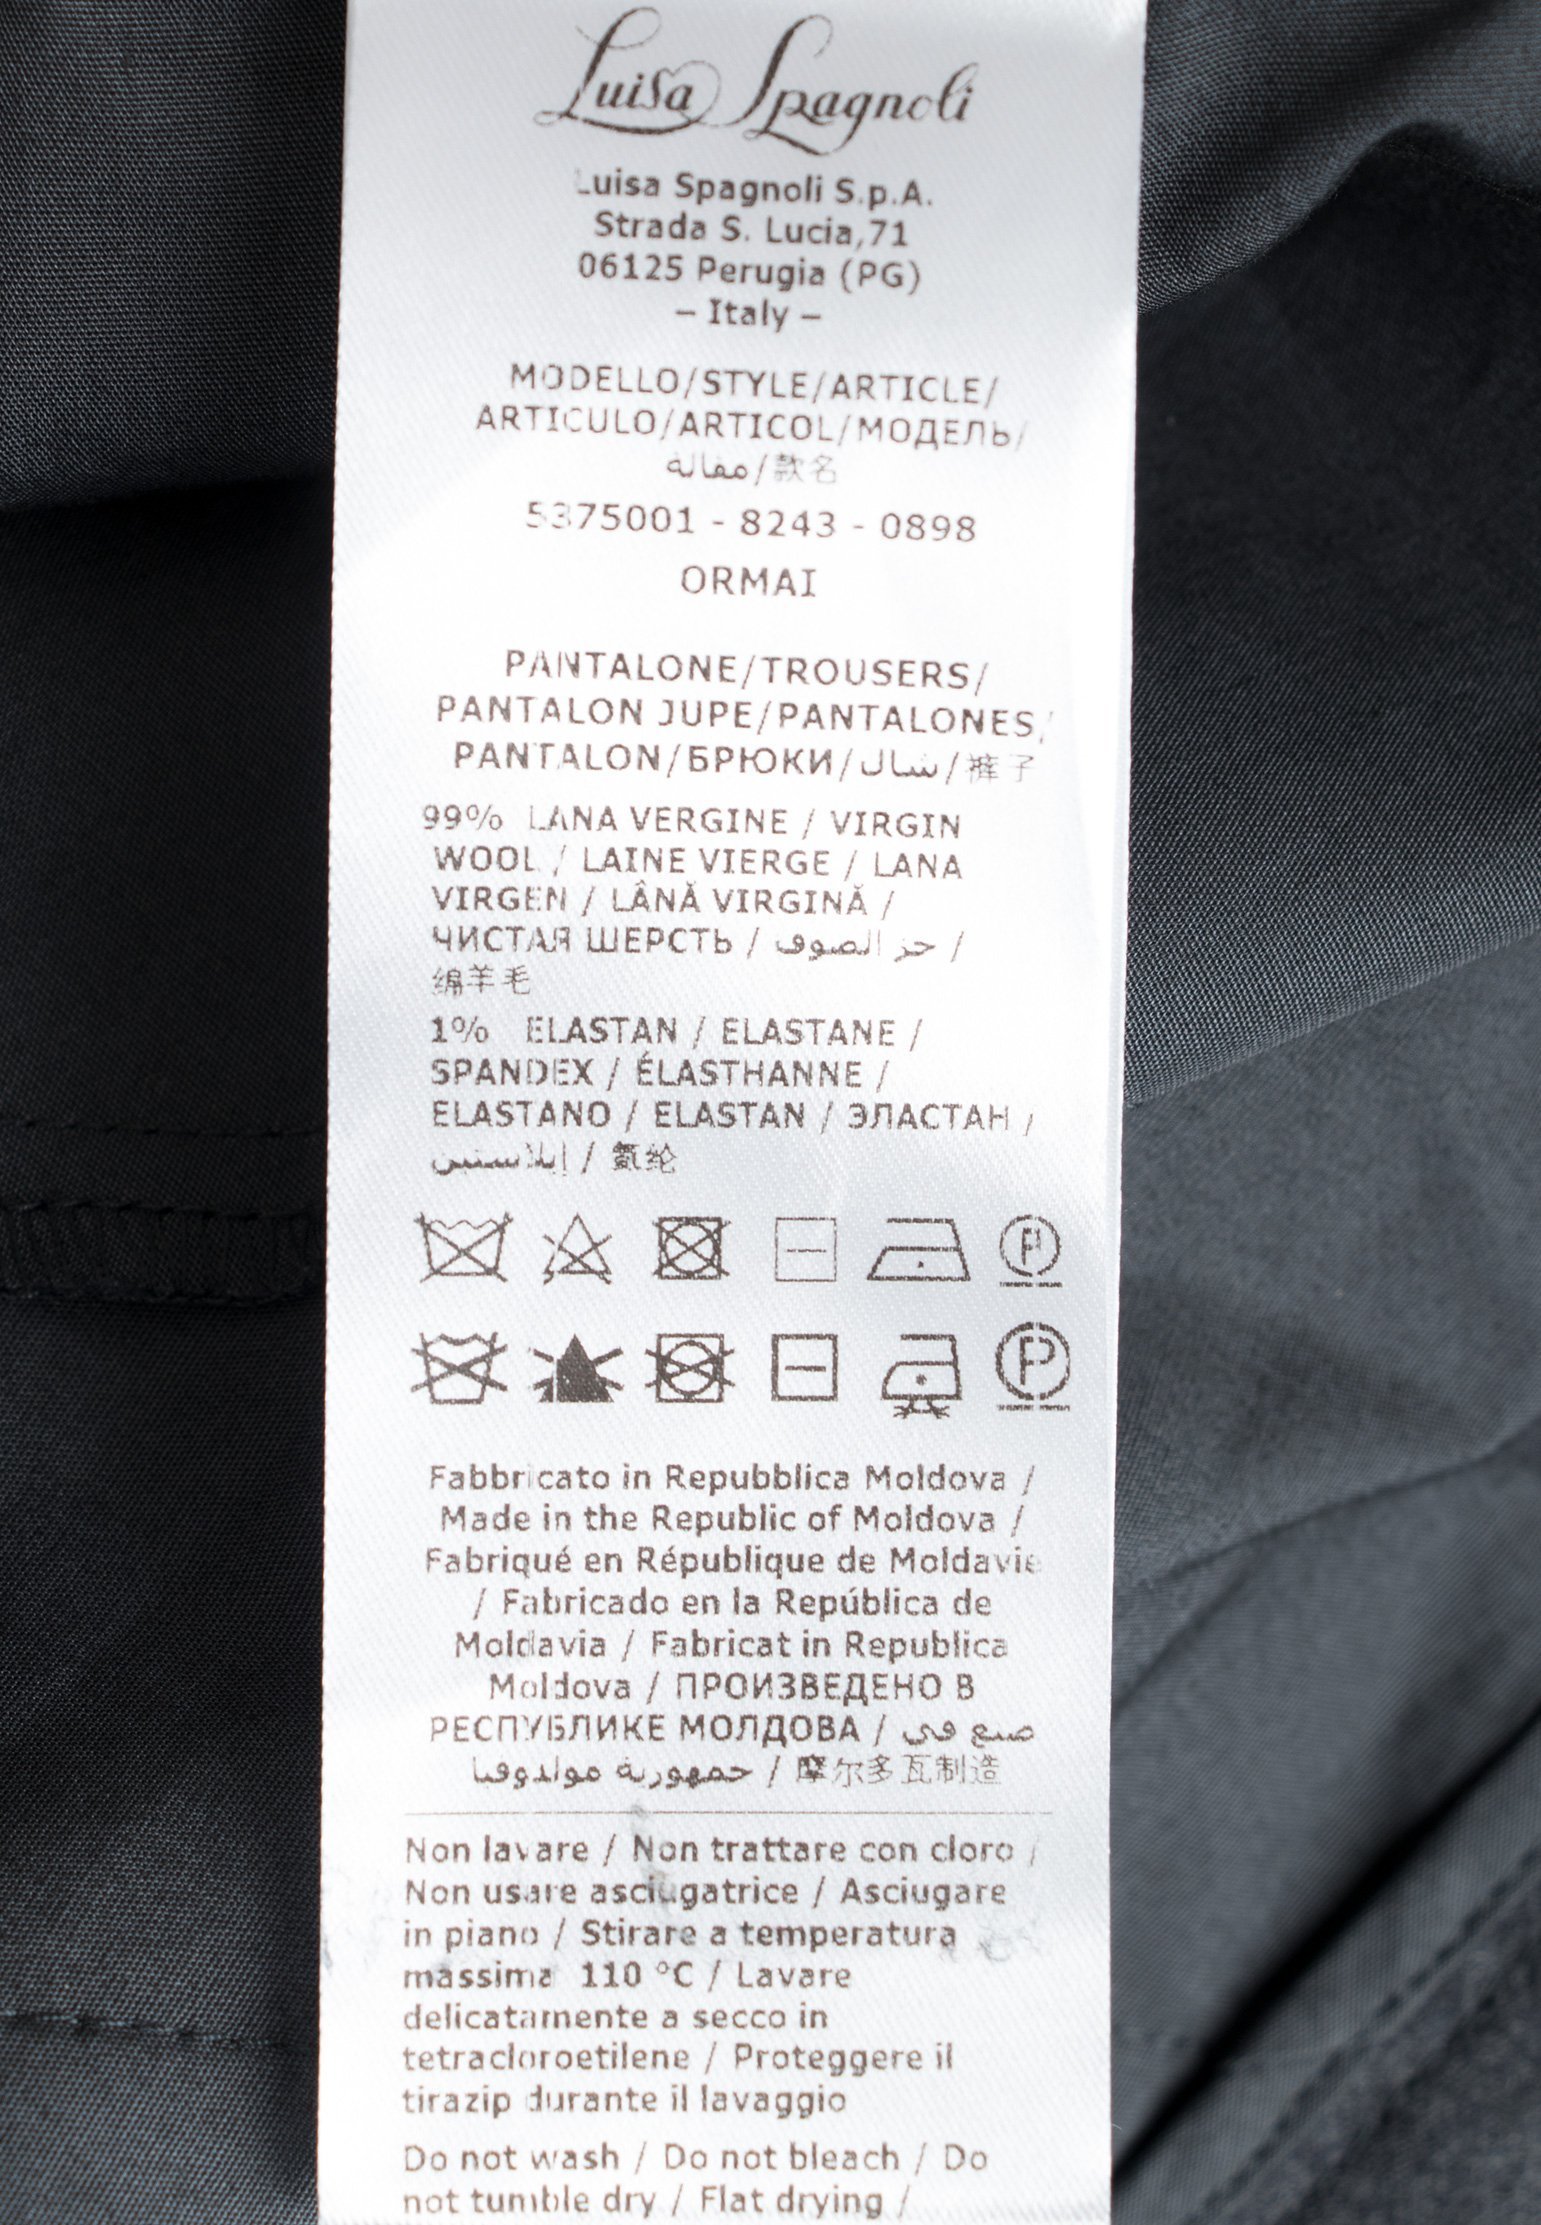 Luisa Spagnoli
Luisa Spagnoli S.p.A.
Strada S. Lucia,71
06125 Perugia (PG)
– Italy –
MODELLO/STYLE/ARTICLE/
ARTICULO/ARTICOL/МОДЕЛЬ/
مقالة/款名
5375001 - 8243 - 0898
ORMAI
PANTALONE/TROUSERS/
PANTALON JUPE/PANTALONES/
PANTALON/БРЮКИ/شال/裤子
99% LANA VERGINE / VIRGIN
WOOL / LAINE VIERGE / LANA
VIRGEN / LÂNĂ VIRGINĂ /
ЧИСТАЯ ШЕРСТЬ / جز الصوف /
绵羊毛
1% ELASTAN / ELASTANE /
SPANDEX / ÉLASTHANNE /
ELASTANO / ELASTAN / ЭЛАСТАН /
إيلاستين / 氨纶
P
P
Fabbricato in Repubblica Moldova /
Made in the Republic of Moldova /
Fabriqué en République de Moldavie
/ Fabricado en la República de
Moldavia / Fabricat in Republica
Moldova / ПРОИЗВЕДЕНО В
РЕСПУБЛИКЕ МОЛДОВА / صنع في
جمهورية مولدوفيا / 摩尔多瓦制造
Non lavare / Non trattare con cloro /
Non usare asciugatrice / Asciugare
in piano / Stirare a temperatura
massima 110 °C / Lavare
delicatamente a secco in
tetracloroetilene / Proteggere il
tirazip durante il lavaggio
Do not wash / Do not bleach / Do
not tumble dry / Flat drying /